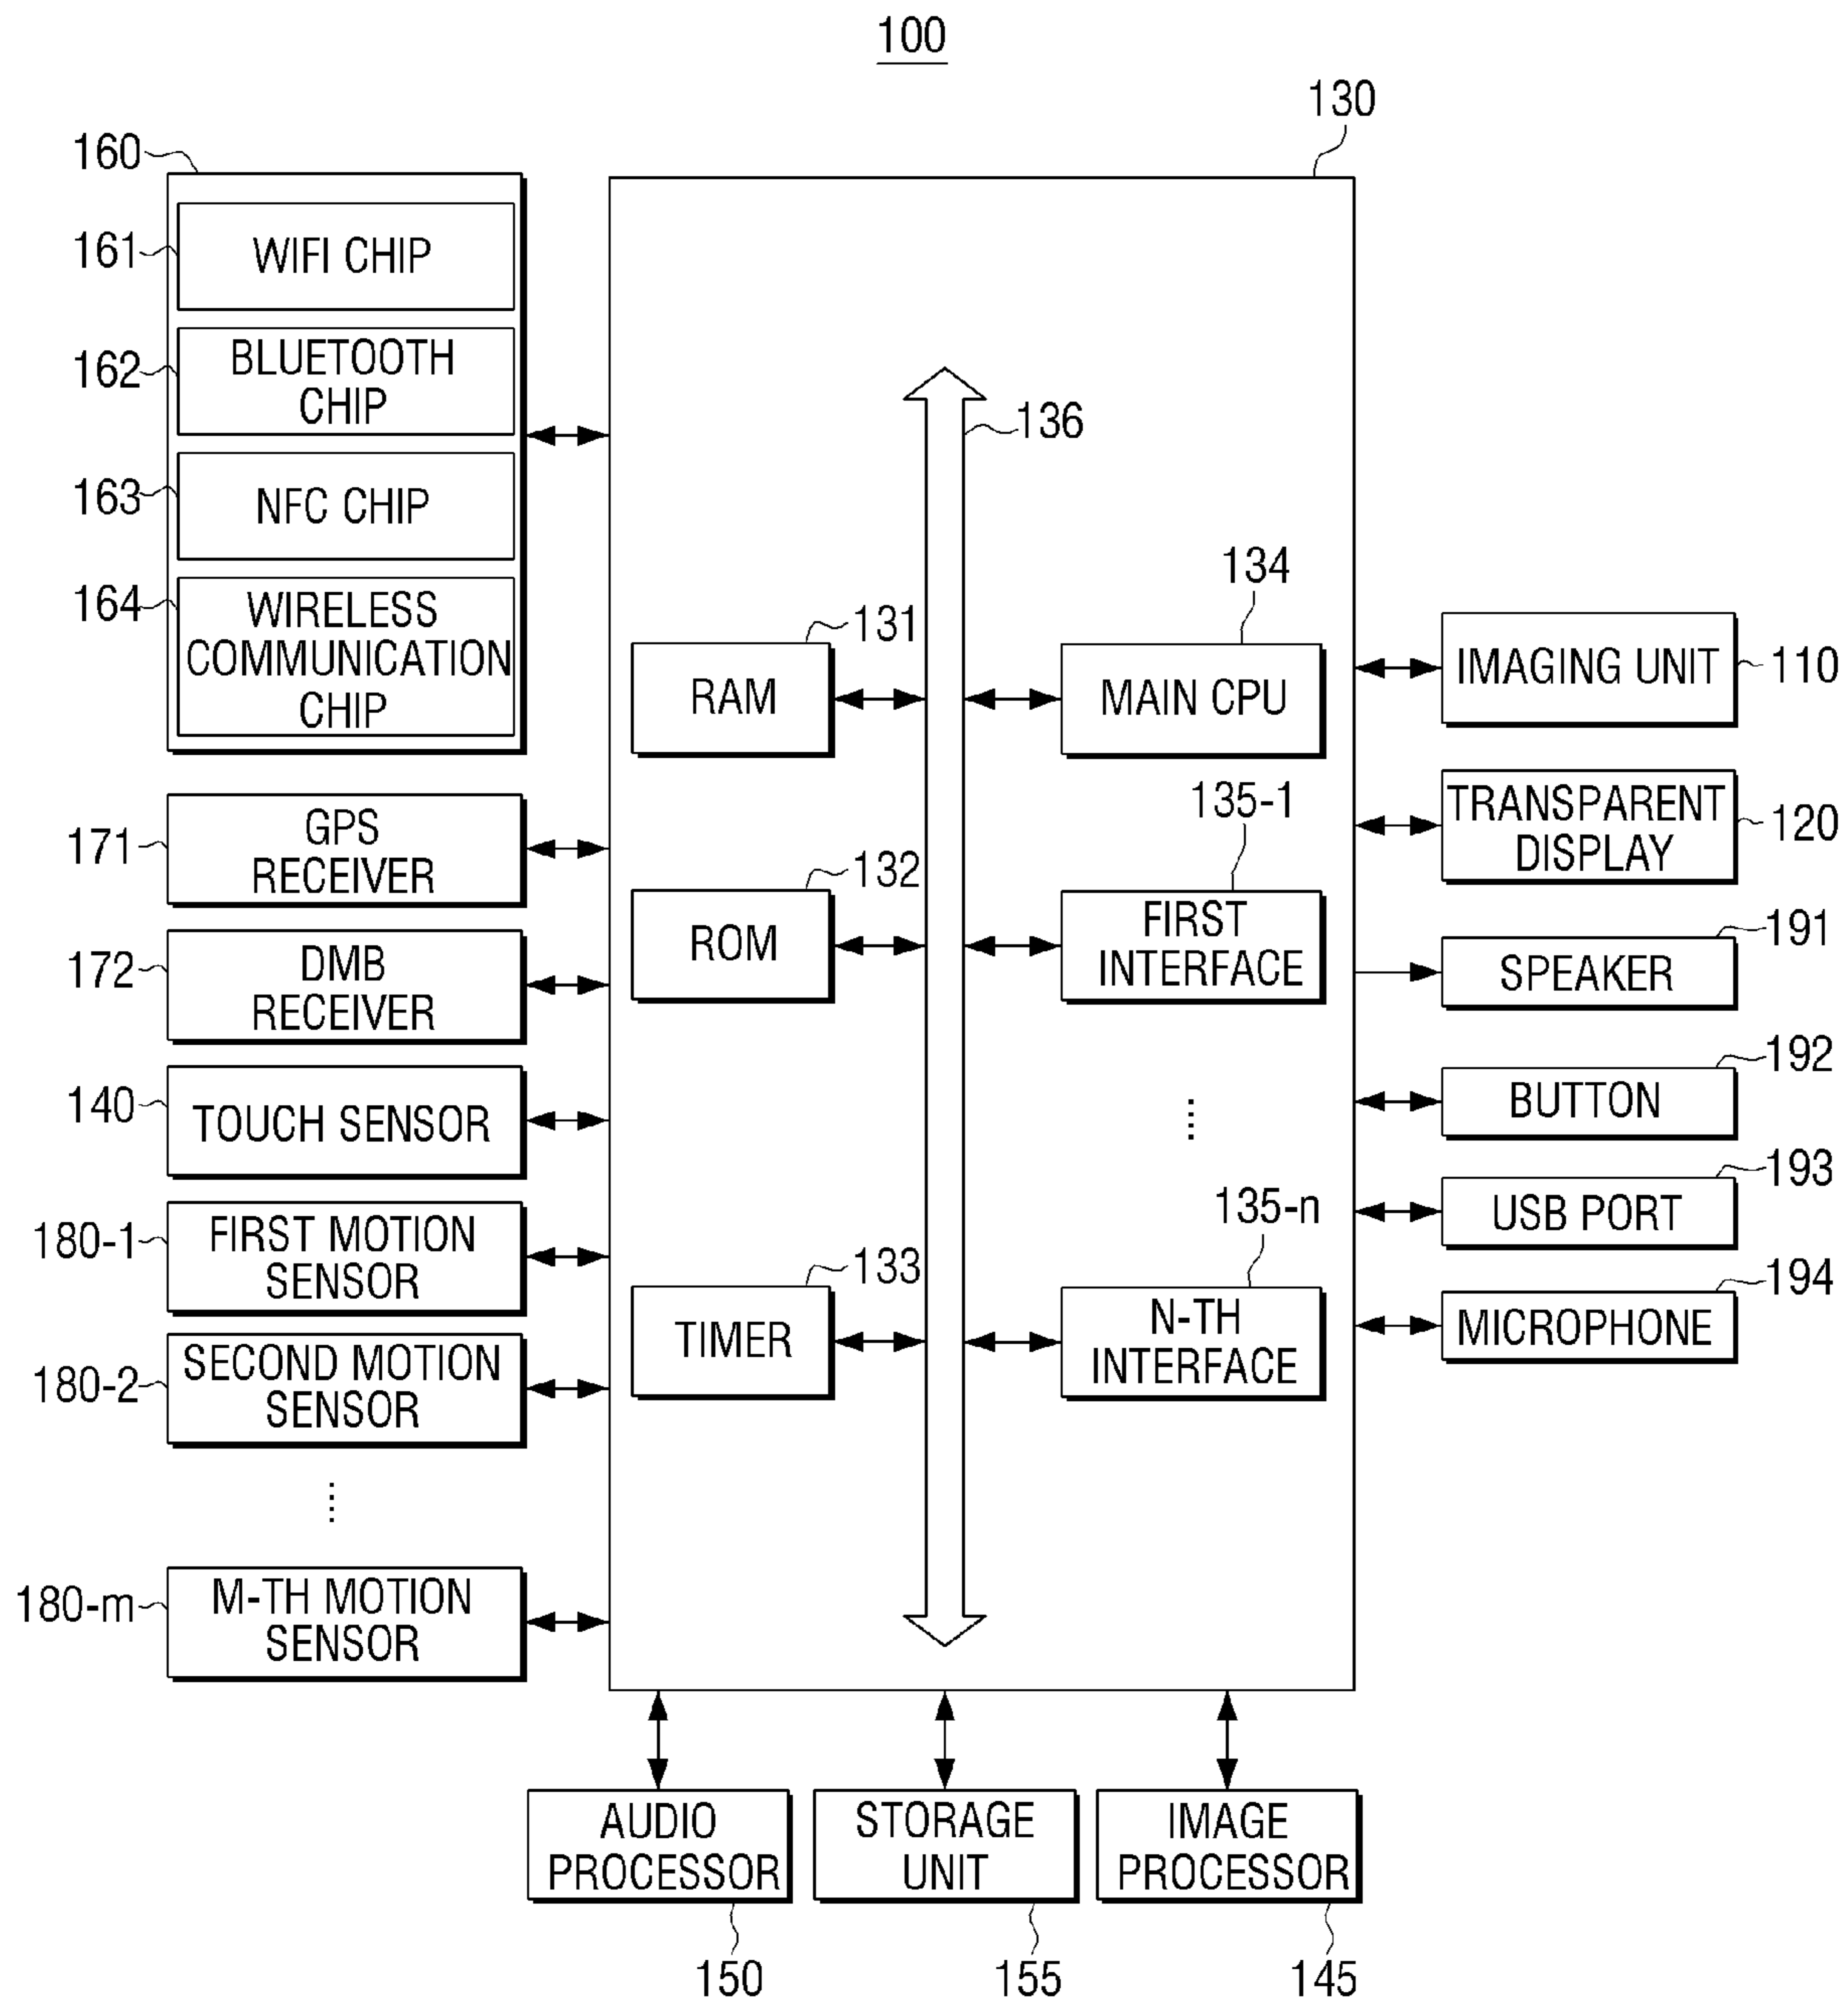 100
130
160
161
WIFI CHIP
162
BLUETOOTH
CHIP
163
NFC CHIP
164
WIRELESS
COMMUNICATION
CHIP
171
GPS
RECEIVER
172
DMB
RECEIVER
140
TOUCH SENSOR
180-1
FIRST MOTION
SENSOR
180-2
SECOND MOTION
SENSOR
180-m
M-TH MOTION
SENSOR
136
131
RAM
132
ROM
133
TIMER
134
MAIN CPU
135-1
FIRST
INTERFACE
135-n
N-TH
INTERFACE
IMAGING UNIT
110
TRANSPARENT
DISPLAY
120
191
SPEAKER
192
BUTTON
193
USB PORT
194
MICROPHONE
AUDIO
PROCESSOR
150
STORAGE
UNIT
155
IMAGE
PROCESSOR
145